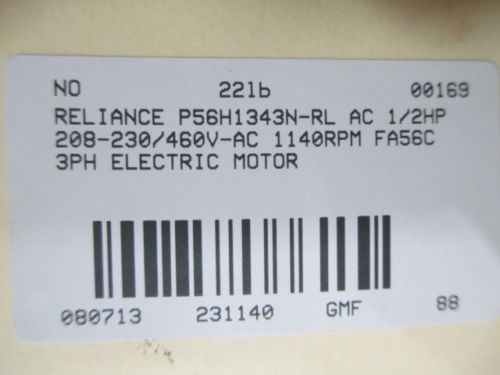 NO 22lb 00169
RELIANCE P56H1343N-RL AC 1/2HP
208-230/460V-AC 1140RPM FA56C
3PH ELECTRIC MOTOR
080713 231140 GMF 88